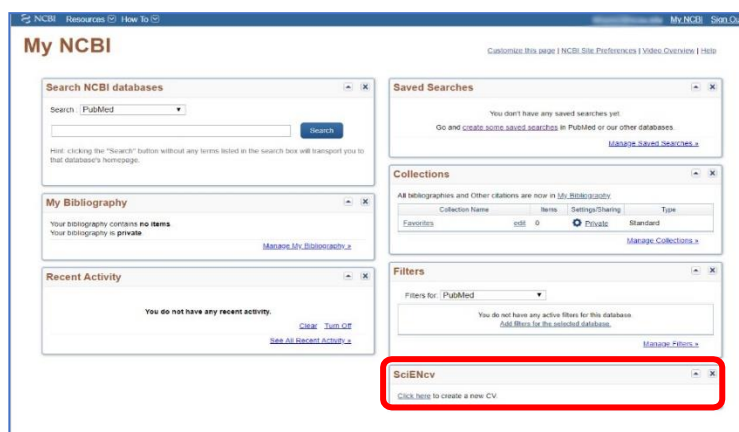 NCBI Resources How To My NCBI Sign Ou
My NCBI
Customize this page | NCBI Site Preferences | Video Overview | Help
Search NCBI databases
Search : PubMed
Search
Hint: clicking the "Search" button without any terms listed in the search box will transport you to
that database's homepage.
My Bibliography
Your bibliography contains no items.
Your bibliography is private.
Manage My Bibliography »
Recent Activity
You do not have any recent activity.
Clear Turn Off
See All Recent Activity »
Saved Searches
You don't have any saved searches yet.
Go and create some saved searches in PubMed or our other databases.
Manage Saved Searches »
Collections
All bibliographies and Other citations are now in My Bibliography
Collection Name Items Settings/Sharing Type
Favorites edit 0 Private Standard
Manage Collections »
Filters
Filters for: PubMed
You do not have any active filters for this database.
Add filters for the selected database.
Manage Filters »
SciENcv
Click here to create a new CV.